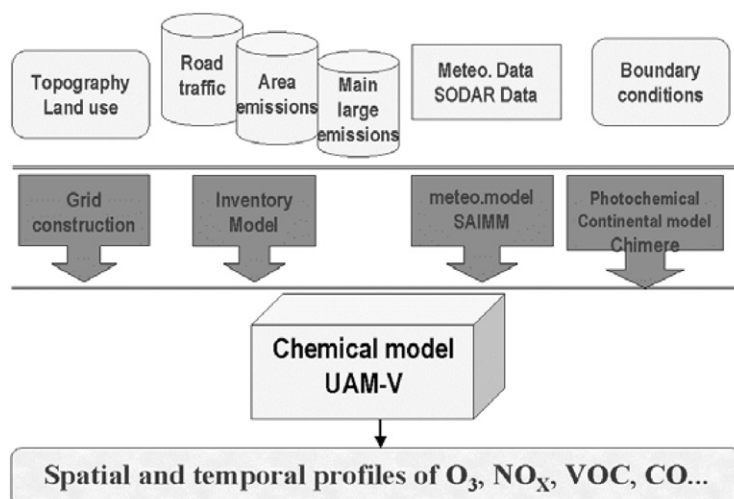 Topography
Land use
Road
traffic
Area
emissions
Main
large
emissions
Meteo. Data
SODAR Data
Boundary
conditions
Grid
construction
Inventory
Model
meteo.model
SAIMM
Photochemical
Continental model
Chimere
Chemical model
UAM-V
Spatial and temporal profiles of O₃, NOₓ, VOC, CO...